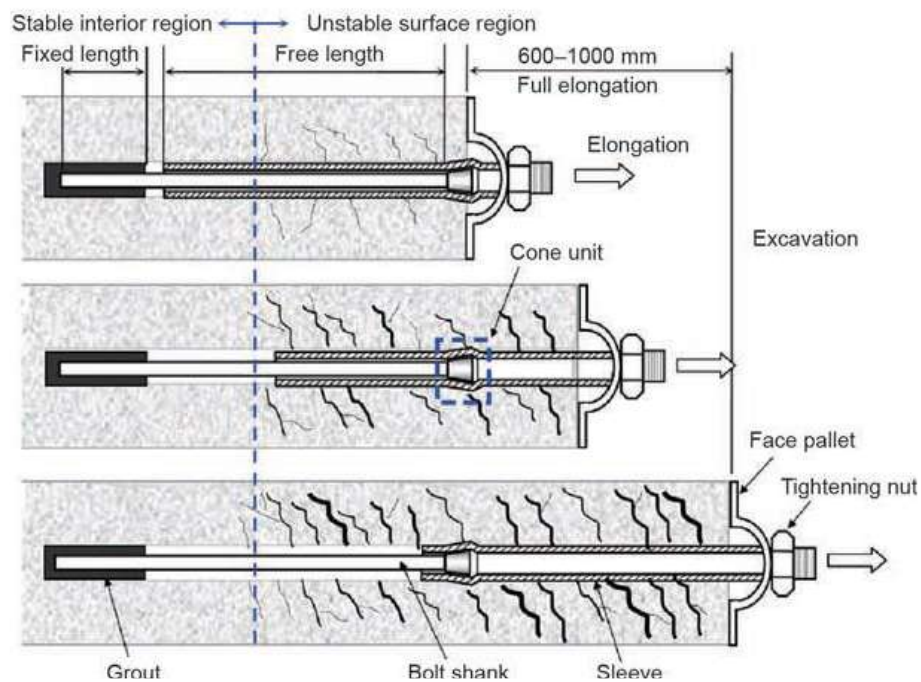 Stable interior region
Unstable surface region
Fixed length
Free length
600–1000 mm
Full elongation
Elongation
Excavation
Cone unit
Face pallet
Tightening nut
Grout
Bolt shank
Sleeve